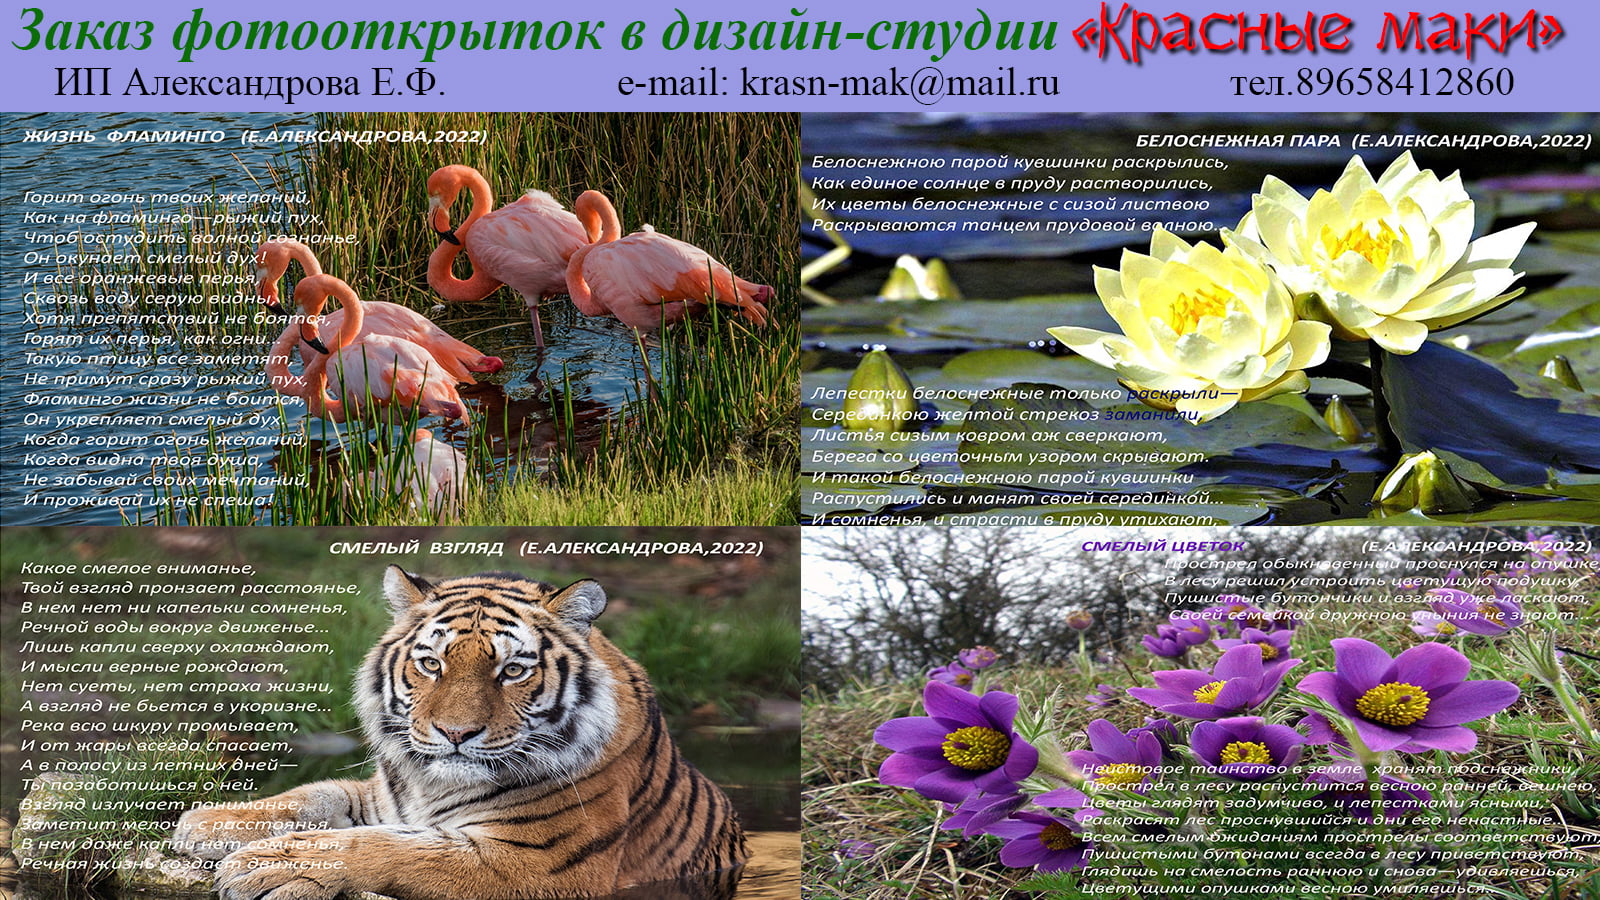 Заказ фотооткрыток в дизайн-студии «Красные маки»
ИП Александрова Е.Ф. e-mail: krasn-mak@mail.ru тел.89658412860
ЖИЗНЬ ФЛАМИНГО (Е.АЛЕКСАНДРОВА,2022)
Горит огонь твоих желаний,
Как на фламинго—рыжий пух,
Чтоб остудить волной сознанье,
Он окунает смелый дух!
И все оранжевые перья,
Сквозь воду серую видны,
Хотя препятствий не боятся,
Горят их перья, как огни...
Такую птицу все заметят,
Не примут сразу рыжий пух,
Фламинго жизни не боится,
Он укрепляет смелый дух.
Когда горит огонь желаний,
Когда видна твоя душа,
Не забывай своих мечтаний,
И проживай их не спеша!
БЕЛОСНЕЖНАЯ ПАРА (Е.АЛЕКСАНДРОВА,2022)
Белоснежною парой кувшинки раскрылись,
Как единое солнце в пруду растворились,
Их цветы белоснежные с сизой листвою
Раскрываются танцем прудовой волною..
Лепестки белоснежные только раскрыли—
Серединкою желтой стрекоз заманили,
Листья сизым ковром аж сверкают,
Берега со цветочным узором скрывают.
И такой белоснежною парой кувшинки
Распустились и манят своей серединкой...
И сомненья, и страсти в пруду утихают,
СМЕЛЫЙ ВЗГЛЯД (Е.АЛЕКСАНДРОВА,2022)
Какое смелое вниманье,
Твой взгляд пронзает расстоянье,
В нем нет ни капельки сомненья,
Речной воды вокруг движенье...
Лишь капли сверху охлаждают,
И мысли верные рождают,
Нет суеты, нет страха жизни,
А взгляд не бьется в укоризне...
Река всю шкуру промывает,
И от жары всегда спасает,
А в полосу из летних дней—
Ты позаботишься о ней.
Взгляд излучает пониманье,
Заметит мелочь с расстоянья,
В нем даже капли нет сомненья,
Речная жизнь создает движенье.
СМЕЛЫЙ ЦВЕТОК (Е.АЛЕКСАНДРОВА,2022)
Прострел обыкновенный проснулся на опушке,
В лесу решил устроить цветущую подушку,
Пушистые бутончики и взгляд уже ласкают,
Своей семейкой дружною уныния не знают...
Неистовое таинство в земле хранят подснежники,
Прострел в лесу распустится весною ранней, вешнею,
Цветы глядят задумчиво, и лепестками ясными,
Раскрасят лес проснувшийся и дни его ненастные...
Всем смелым ожиданиям прострелы соответствуют,
Пушистыми бутонами всегда в лесу приветствуют,
Глядишь на смелость раннюю и снова—удивляешься,
Цветущими опушками весною умиляешься...